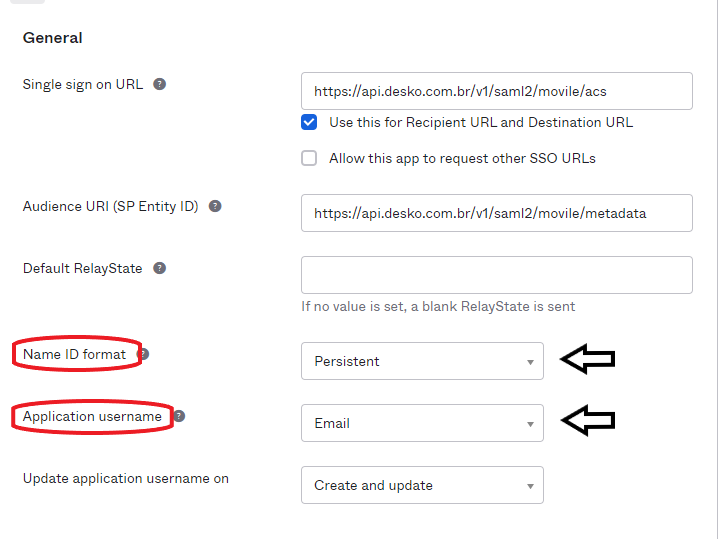 General
Single sign on URL ?
https://api.desko.com.br/v1/saml2/movile/acs
Use this for Recipient URL and Destination URL
Allow this app to request other SSO URLs
Audience URI (SP Entity ID) ?
https://api.desko.com.br/v1/saml2/movile/metadata
Default RelayState ?
If no value is set, a blank RelayState is sent
Name ID format ?
Persistent
Application username ?
Email
Update application username on
Create and update